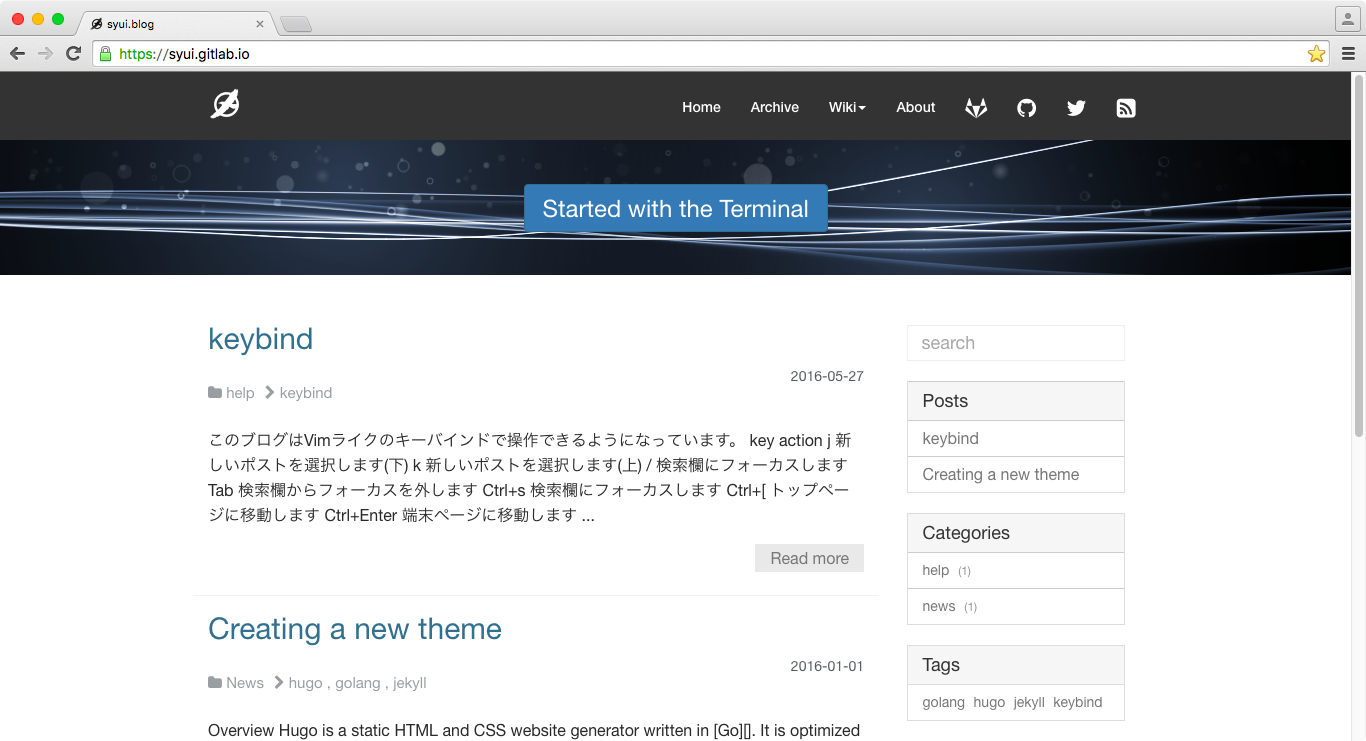 syui.blog
https://syui.gitlab.io
Home Archive Wiki About
Started with the Terminal
keybind
2016-05-27
help keybind
このブログはVimライクのキーバインドで操作できるようになっています。 key action j 新
しいポストを選択します(下) k 新しいポストを選択します(上) / 検索欄にフォーカスします
Tab 検索欄からフォーカスを外します Ctrl+s 検索欄にフォーカスします Ctrl+[ トップペー
ジに移動します Ctrl+Enter 端末ページに移動します ...
Read more
Creating a new theme
2016-01-01
News hugo , golang , jekyll
Overview Hugo is a static HTML and CSS website generator written in [Go][]. It is optimized
search
Posts
keybind
Creating a new theme
Categories
help (1)
news (1)
Tags
golang hugo jekyll keybind